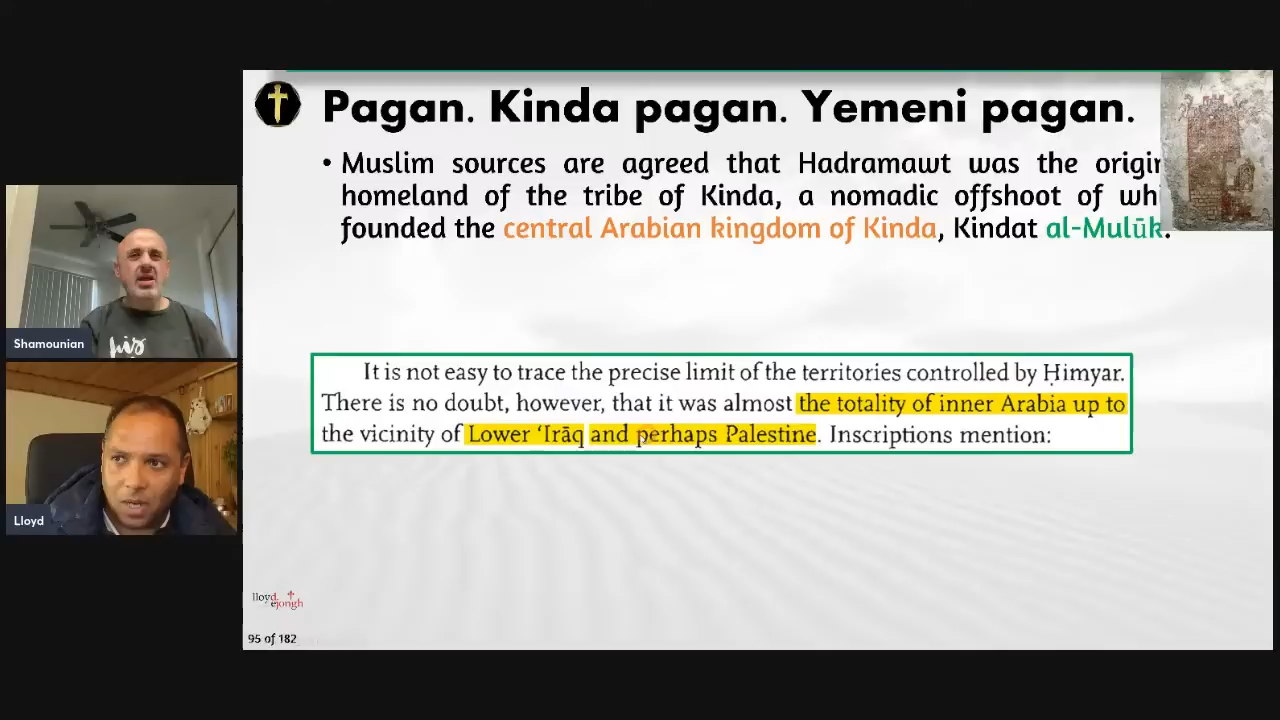 Pagan. Kinda pagan. Yemeni pagan.
• Muslim sources are agreed that Hadramawt was the origin
homeland of the tribe of Kinda, a nomadic offshoot of wh
founded the central Arabian kingdom of Kinda, Kindat al-Mulūk.
Shamounian
It is not easy to trace the precise limit of the territories controlled by Ḥimyar.
There is no doubt, however, that it was almost the totality of inner Arabia up to
the vicinity of Lower ‘Irāq and perhaps Palestine. Inscriptions mention:
Lloyd
lloyd
ejongh
95 of 182